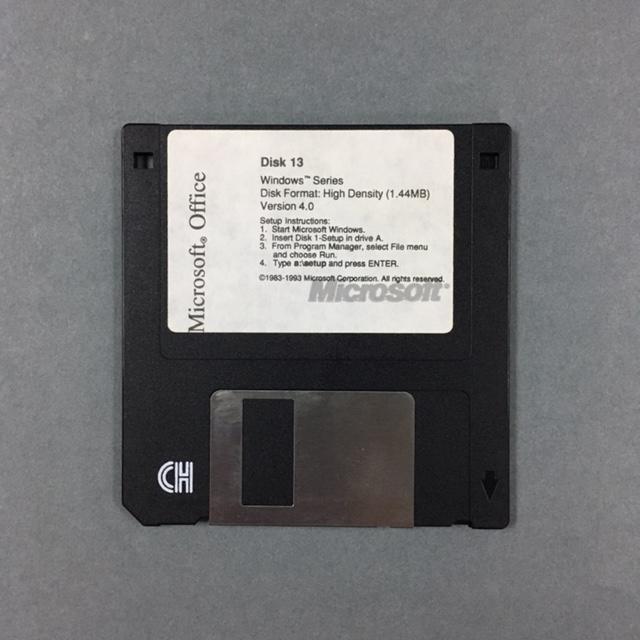 Microsoft® Office
Disk 13
Windows™ Series
Disk Format: High Density (1.44MB)
Version 4.0
Setup Instructions:
1. Start Microsoft Windows.
2. Insert Disk 1-Setup in drive A.
3. From Program Manager, select File menu
and choose Run.
4. Type a:\setup and press ENTER.
©1983-1993 Microsoft Corporation. All rights reserved.
Microsoft®
CH